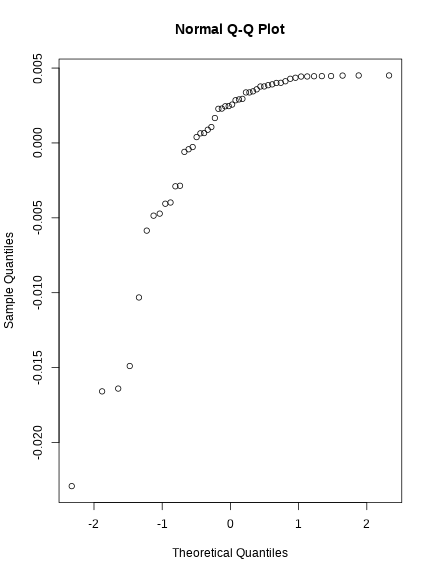 Normal Q-Q Plot
0.005
0.000
-0.005
-0.010
-0.015
-0.020
Sample Quantiles
-2 -1 0 1 2
Theoretical Quantiles